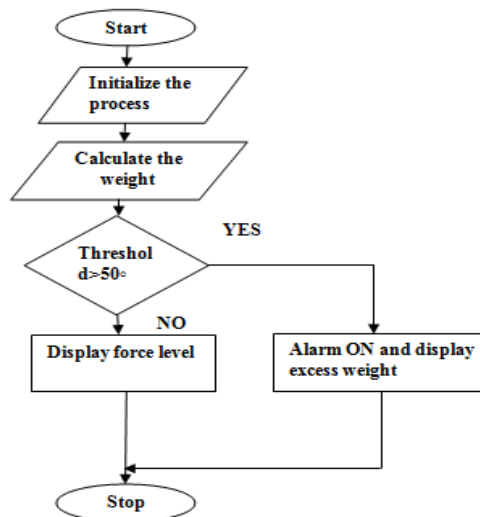 Start
Initialize the
process
Calculate the
weight
YES
Threshol
d>50◦
NO
Display force level
Alarm ON and display
excess weight
Stop